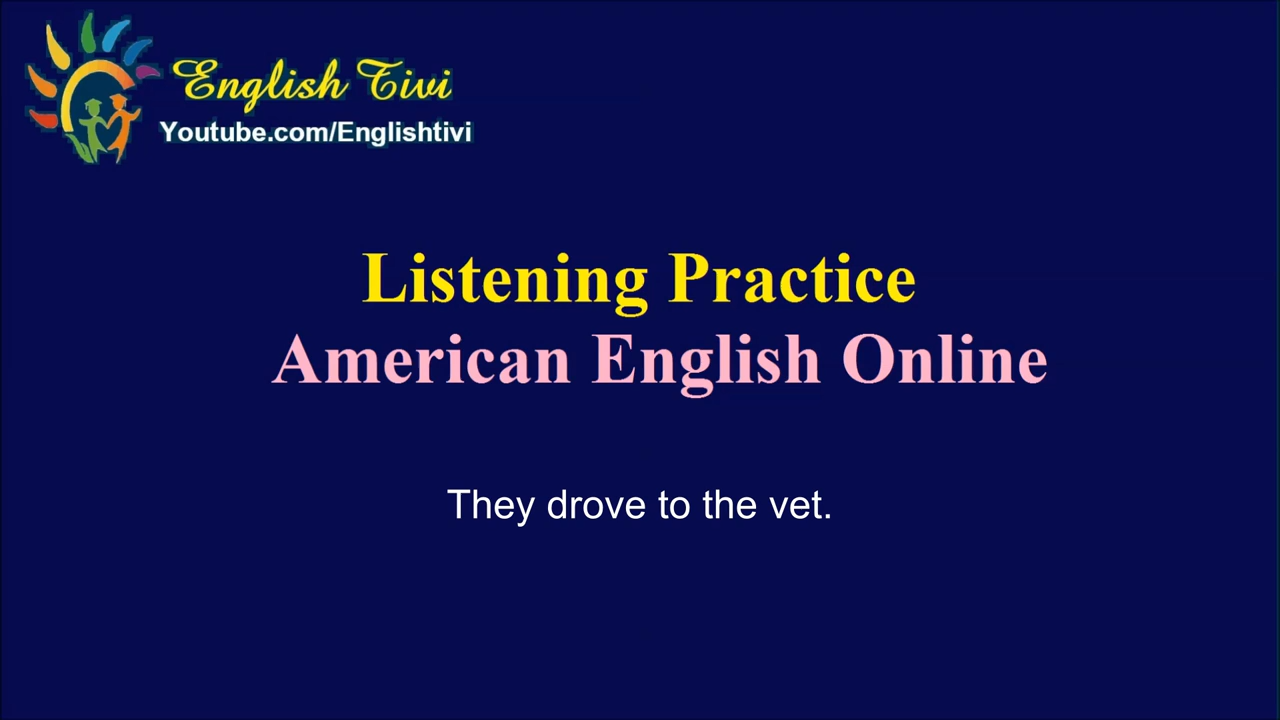 English Tivi
Youtube.com/Englishtivi
Listening Practice
American English Online
They drove to the vet.